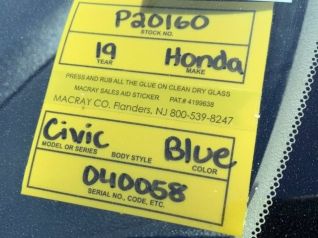 P20160
STOCK NO.
19 Honda
YEAR MAKE
PRESS AND RUB ALL THE GLUE ON CLEAN DRY GLASS
MACRAY SALES AID STICKER PAT.# 4199638
MACRAY CO. Flanders, NJ 800-539-8247
Civic Blue
MODEL OR SERIES BODY STYLE COLOR
040058
SERIAL NO., CODE, ETC.